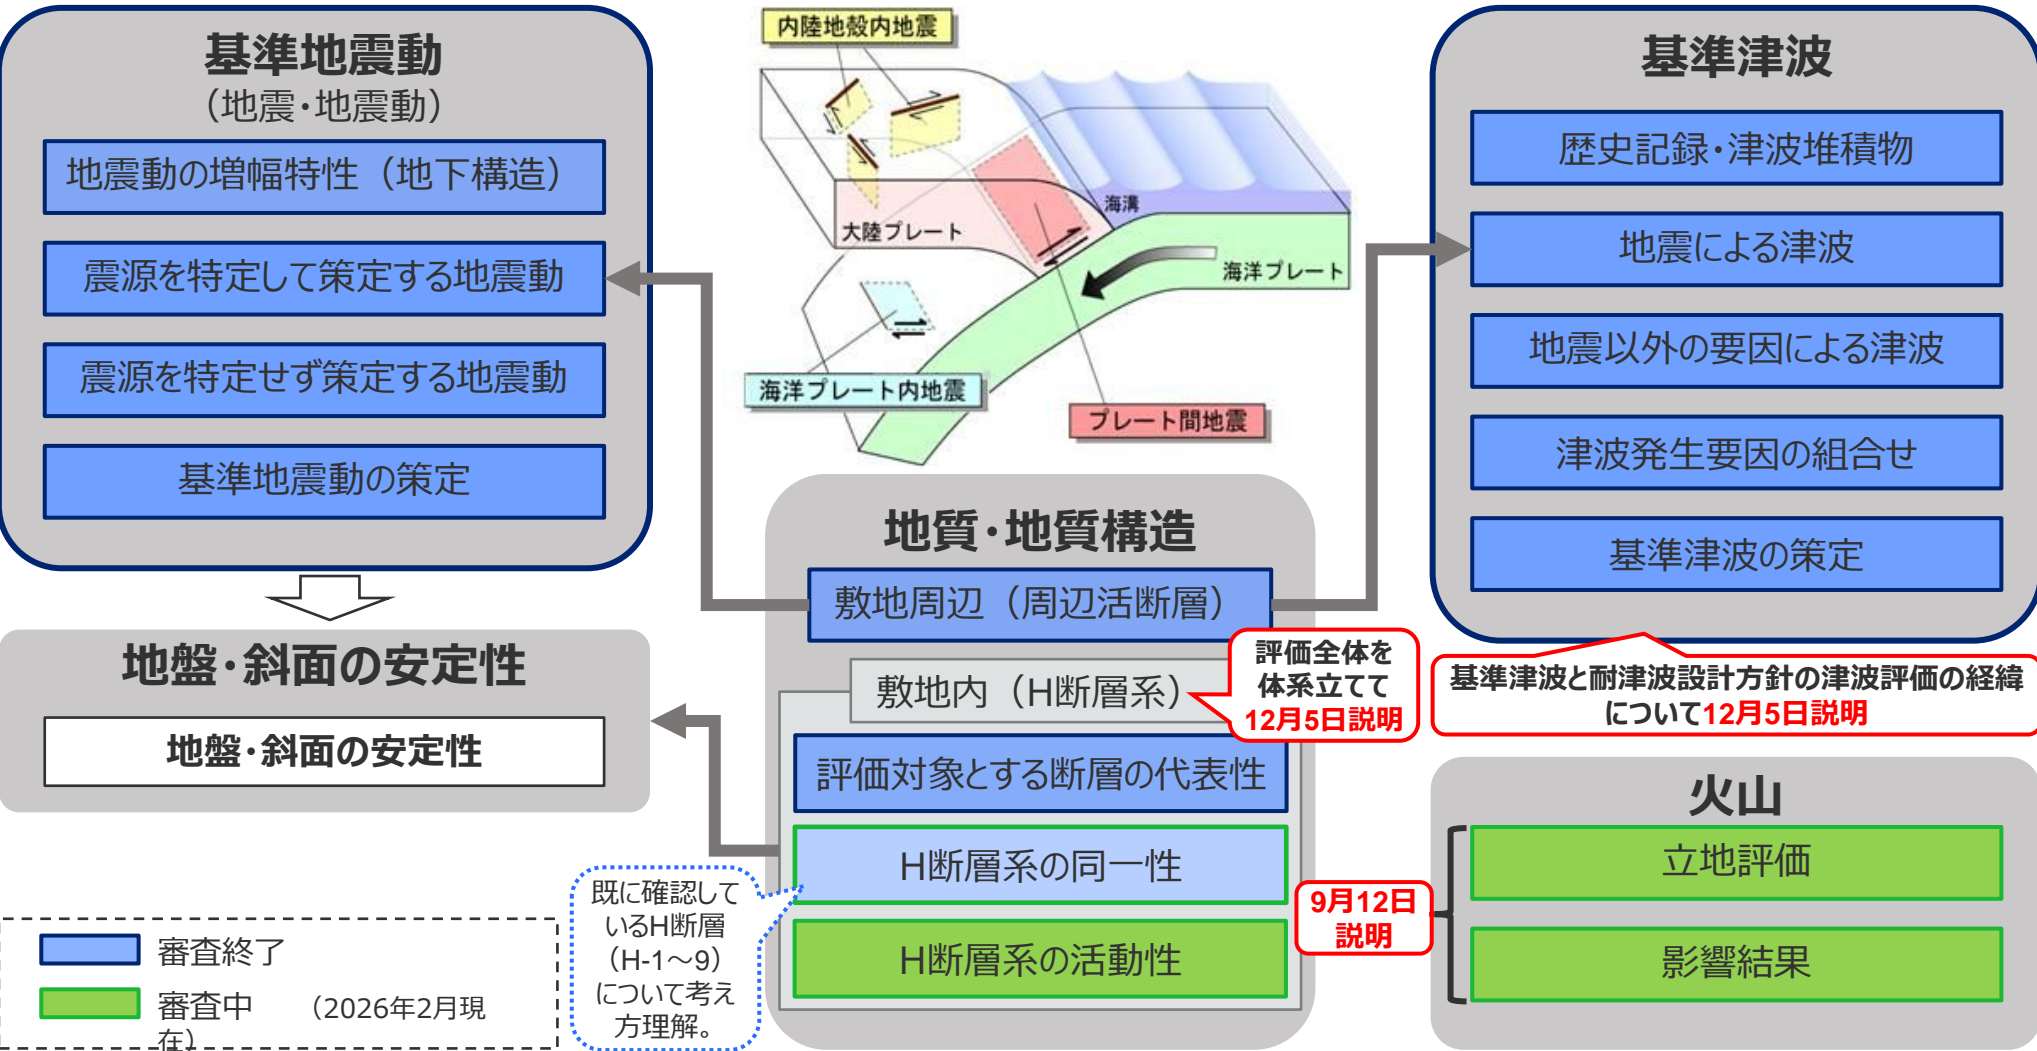 基準地震動
（地震・地震動）
地震動の増幅特性（地下構造）
震源を特定して策定する地震動
震源を特定せず策定する地震動
基準地震動の策定
内陸地殻内地震
大陸プレート
海溝
海洋プレート
海洋プレート内地震
プレート間地震
基準津波
歴史記録・津波堆積物
地震による津波
地震以外の要因による津波
津波発生要因の組合せ
基準津波の策定
基準津波と耐津波設計方針の津波評価の経緯
について12月5日説明
地盤・斜面の安定性
地盤・斜面の安定性
地質・地質構造
敷地周辺（周辺活断層）
敷地内（H断層系）
評価全体を
体系立てて
12月5日説明
評価対象とする断層の代表性
H断層系の同一性
H断層系の活動性
既に確認して
いるH断層
（H-1～9）
について考え
方理解。
9月12日
説明
火山
立地評価
影響結果
審査終了
審査中　（2026年2月現
在）